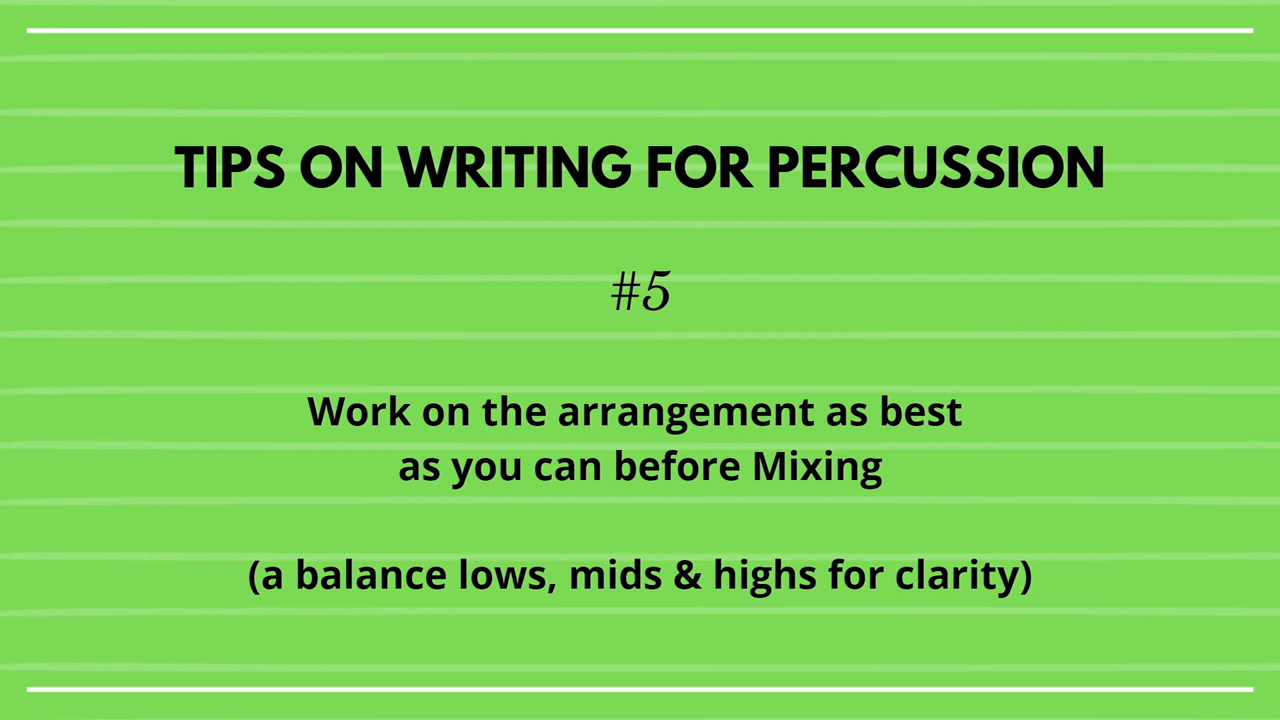 TIPS ON WRITING FOR PERCUSSION
#5
Work on the arrangement as best
as you can before Mixing
(a balance lows, mids & highs for clarity)